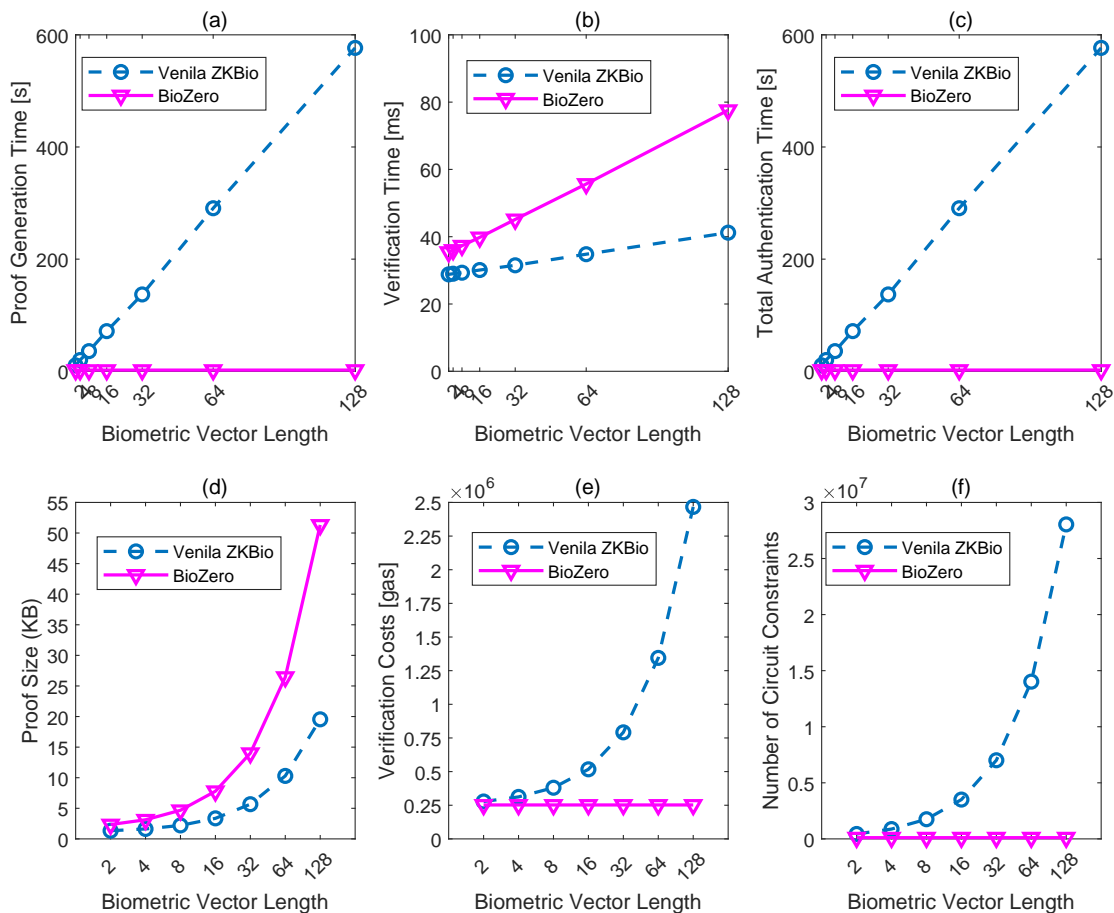 (a)
Proof Generation Time [s]
600
400
200
0
Venila ZKBio
BioZero
2
4
8
16
32
64
128
Biometric Vector Length
(b)
Verification Time [ms]
100
80
60
40
20
0
Venila ZKBio
BioZero
2
4
8
16
32
64
128
Biometric Vector Length
(c)
Total Authentication Time [s]
600
400
200
0
Venila ZKBio
BioZero
2
4
8
16
32
64
128
Biometric Vector Length
(d)
Proof Size (KB)
55
50
45
40
35
30
25
20
15
10
5
0
Venila ZKBio
BioZero
2
4
8
16
32
64
128
Biometric Vector Length
(e)
×10^6
Verification Costs [gas]
2.5
2.25
2
1.75
1.5
1.25
1
0.75
0.5
0.25
0
Venila ZKBio
BioZero
2
4
8
16
32
64
128
Biometric Vector Length
(f)
×10^7
Number of Circuit Constraints
3
2.5
2
1.5
1
0.5
0
Venila ZKBio
BioZero
2
4
8
16
32
64
128
Biometric Vector Length